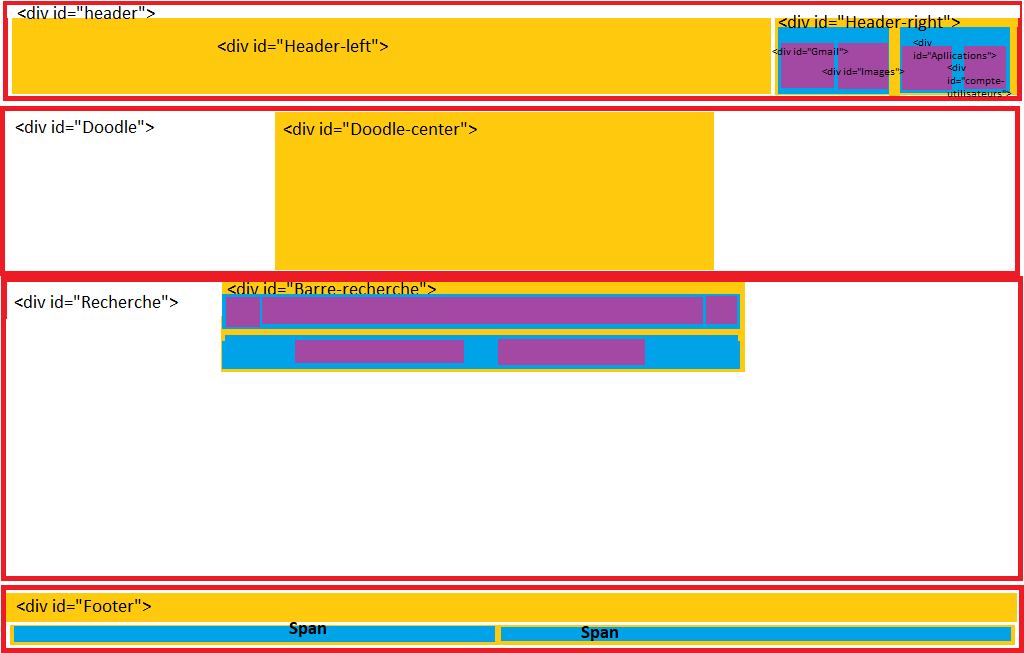 <div id="header">
<div id="Header-left">
<div id="Header-right">
<div id="Gmail">
<div id="Images">
<div
id="Apllications">
<div
id="compte-
utilisateurs">
<div id="Doodle">
<div id="Doodle-center">
<div id="Recherche">
<div id="Barre-recherche">
<div id="Footer">
Span
Span